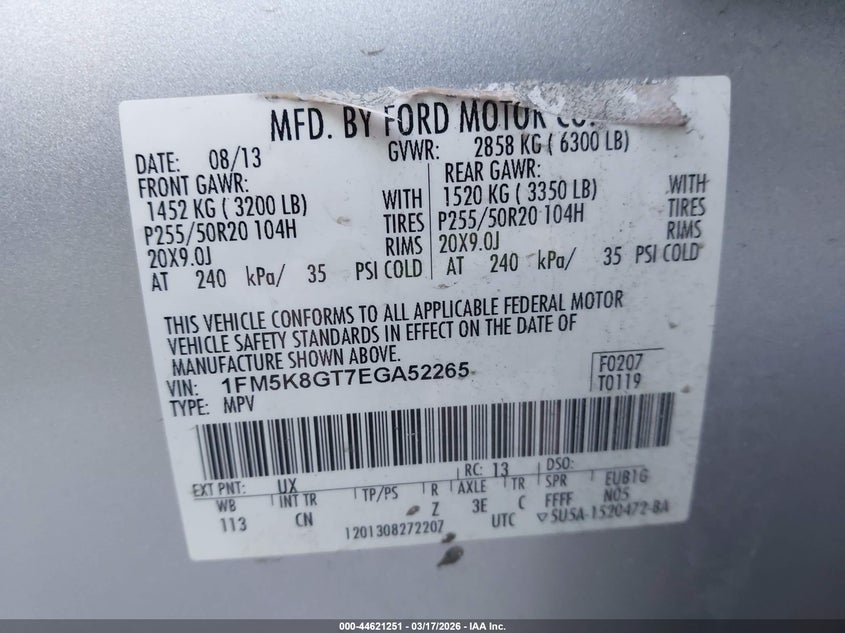 MFD. BY FORD MOTOR CO.
DATE: 08/13 GVWR: 2858 KG ( 6300 LB)
FRONT GAWR: REAR GAWR:
1452 KG ( 3200 LB) WITH 1520 KG ( 3350 LB) WITH
P255/50R20 104H TIRES P255/50R20 104H TIRES
20X9.0J RIMS 20X9.0J RIMS
AT 240 kPa/ 35 PSI COLD AT 240 kPa/ 35 PSI COLD
THIS VEHICLE CONFORMS TO ALL APPLICABLE FEDERAL MOTOR
VEHICLE SAFETY STANDARDS IN EFFECT ON THE DATE OF
MANUFACTURE SHOWN ABOVE.
VIN: 1FM5K8GT7EGA52265 F0207
TYPE: MPV T0119
EXT PNT: UX RC: 13 DSO:
WB INT TR TP/PS R AXLE TR SPR EUB1G
113 CN Z 3E C FFFF N05
1201308272207 UTC ▽5U5A-1520472-BA
000-44621251 - 03/17/2026 - IAA Inc.